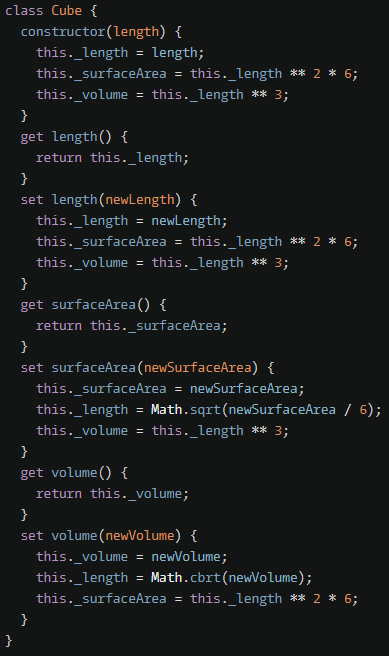 class Cube {
  constructor(length) {
    this._length = length;
    this._surfaceArea = this._length ** 2 * 6;
    this._volume = this._length ** 3;
  }
  get length() {
    return this._length;
  }
  set length(newLength) {
    this._length = newLength;
    this._surfaceArea = this._length ** 2 * 6;
    this._volume = this._length ** 3;
  }
  get surfaceArea() {
    return this._surfaceArea;
  }
  set surfaceArea(newSurfaceArea) {
    this._surfaceArea = newSurfaceArea;
    this._length = Math.sqrt(newSurfaceArea / 6);
    this._volume = this._length ** 3;
  }
  get volume() {
    return this._volume;
  }
  set volume(newVolume) {
    this._volume = newVolume;
    this._length = Math.cbrt(newVolume);
    this._surfaceArea = this._length ** 2 * 6;
  }
}